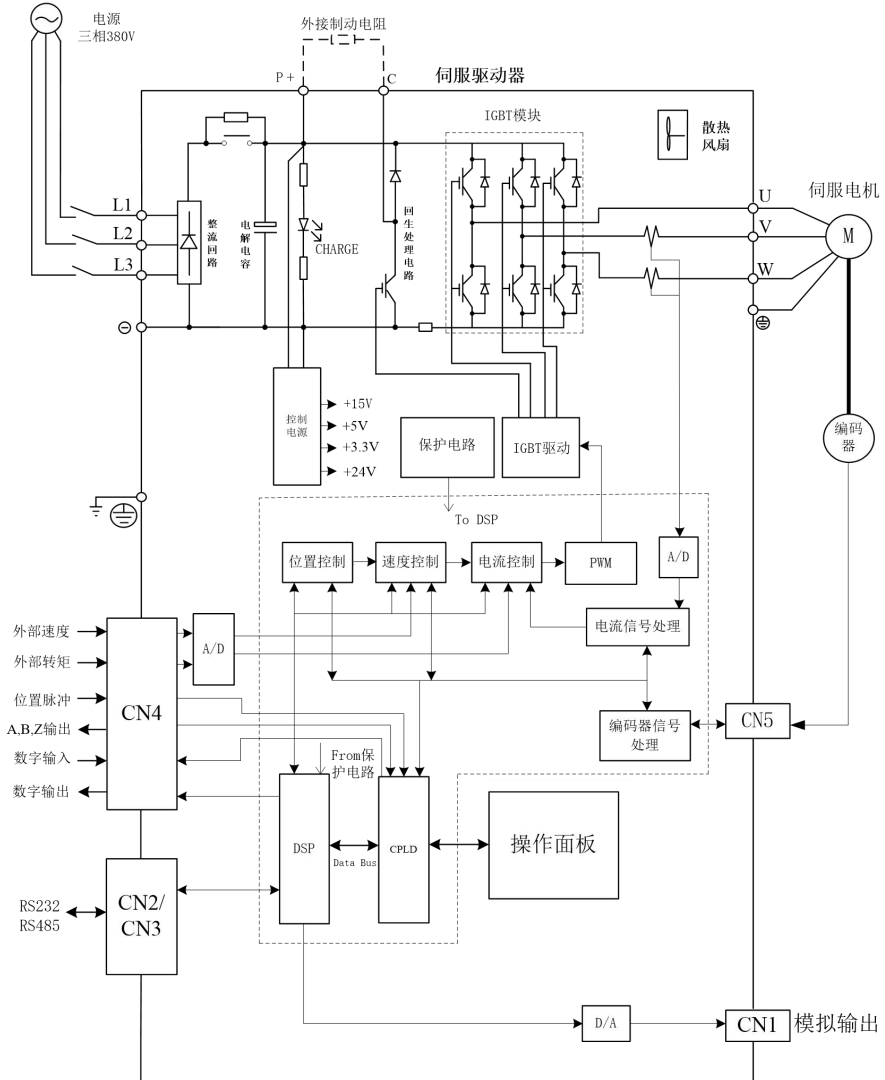 电源
三相380V
外接制动电阻
P+
C
伺服驱动器
IGBT模块
散热
风扇
伺服电机
L1
L2
L3
整流回路
电解电容
CHARGE
回生处理电路
U
V
W
M
控制
电源
+15V
+5V
+3.3V
+24V
保护电路
IGBT驱动
编码
器
To DSP
位置控制
速度控制
电流控制
PWM
A/D
外部速度
外部转矩
位置脉冲
A,B,Z输出
数字输入
数字输出
CN4
A/D
电流信号处理
编码器信号
处理
CN5
From保
护电路
DSP
Data Bus
CPLD
操作面板
RS232
RS485
CN2/
CN3
D/A
CN1
模拟输出